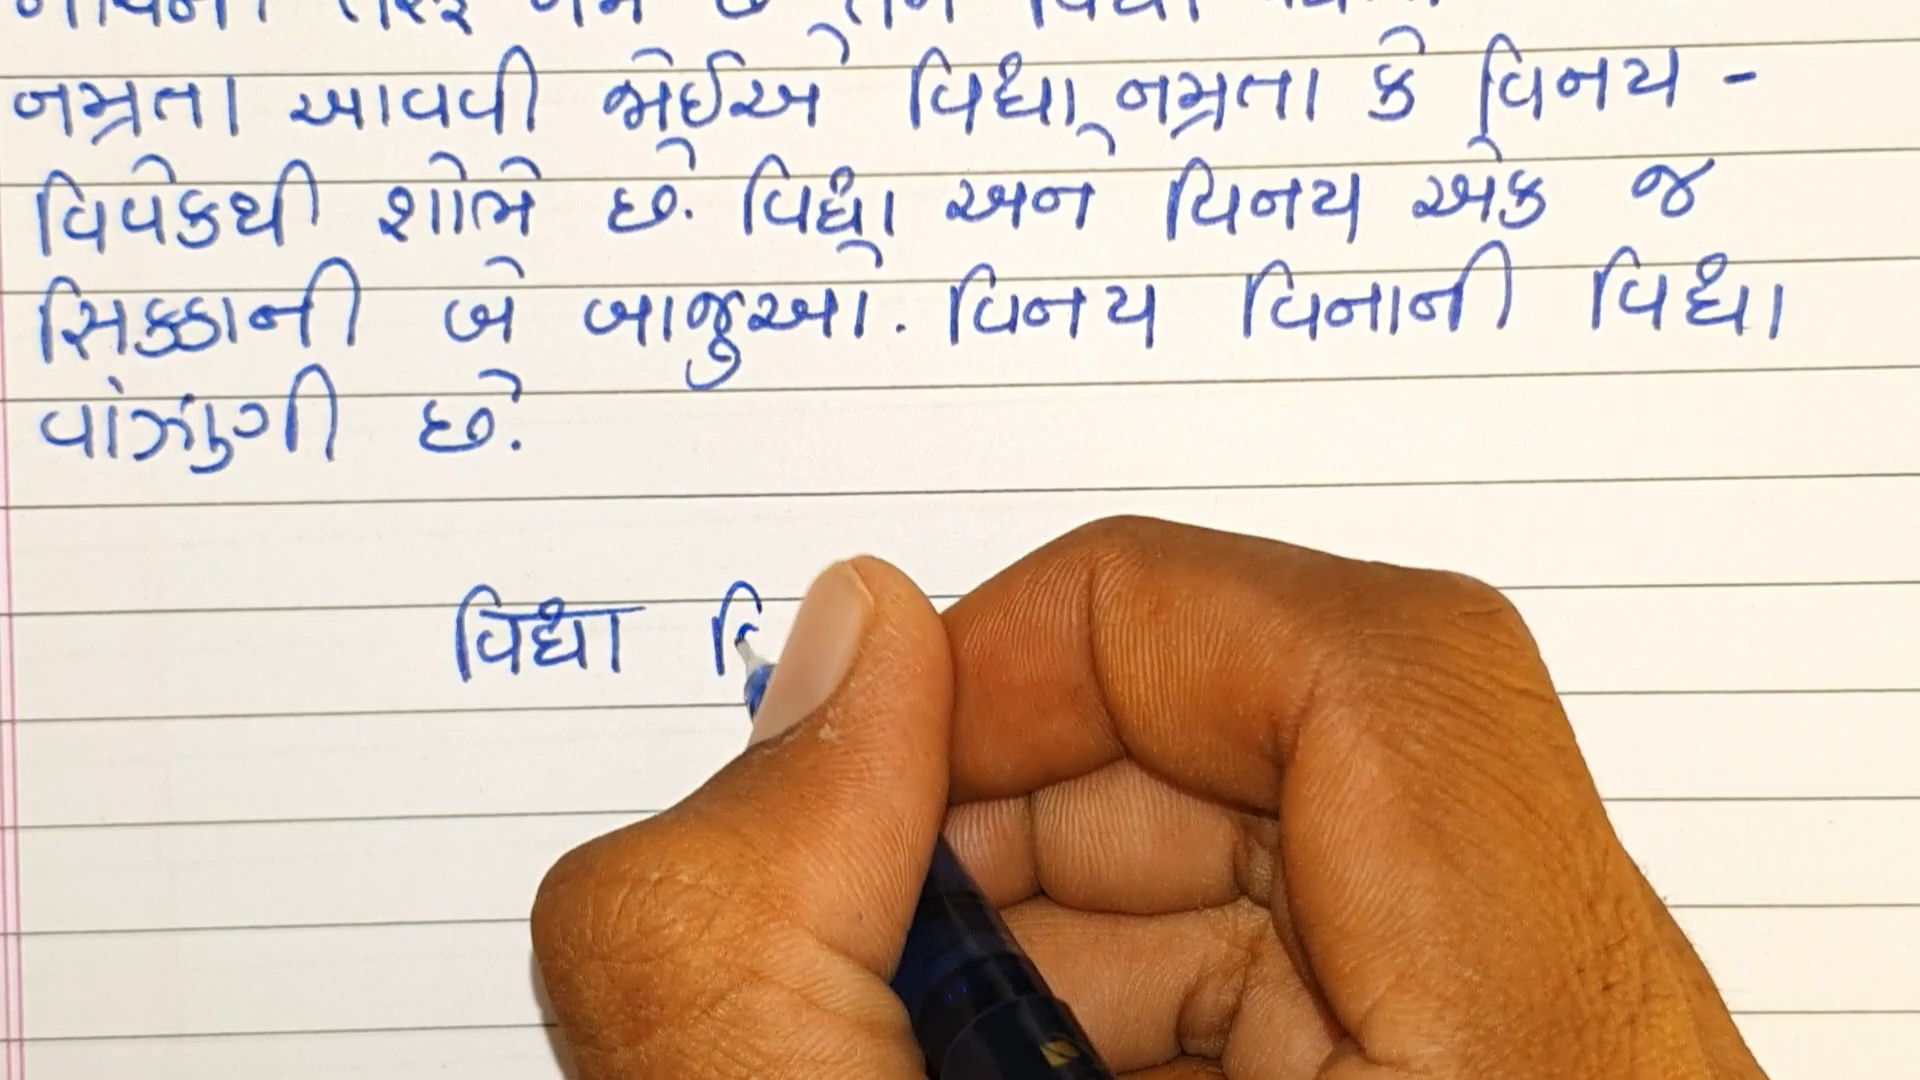 નમ્રતા આવવી જોઈએ વિદ્યા, નમ્રતા કે વિનય -
વિવેકથી શોભે છે. વિદ્યા અને વિનય એક જ
સિક્કાની બે બાજુઓ. વિનય વિનાની વિદ્યા
વાંઝણી છે.
વિદ્યા વિ